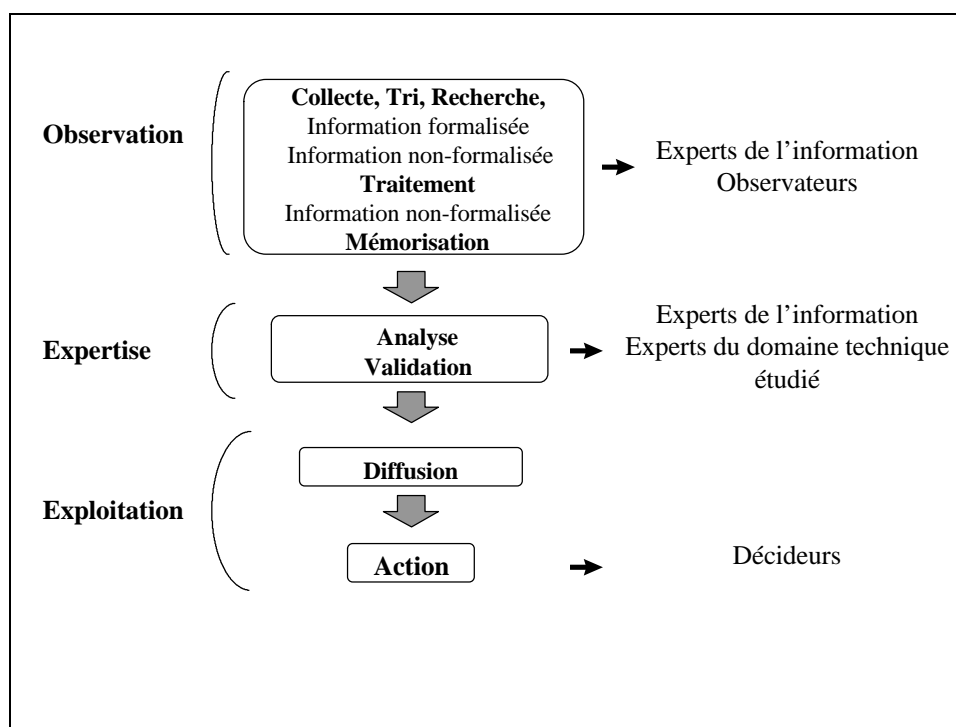 Observation
Collecte, Tri, Recherche,
Information formalisée
Information non-formalisée
Traitement
Information non-formalisée
Mémorisation
Experts de l’information
Observateurs
Expertise
Analyse
Validation
Experts de l’information
Experts du domaine technique
étudié
Exploitation
Diffusion
Action
Décideurs